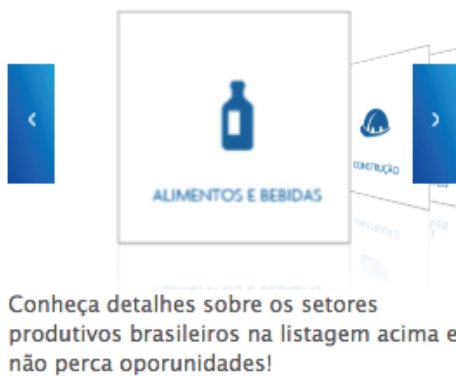 ALIMENTOS E BEBIDAS
CONSTRUÇÃO
Conheça detalhes sobre os setores
produtivos brasileiros na listagem acima e
não perca oporunidades!